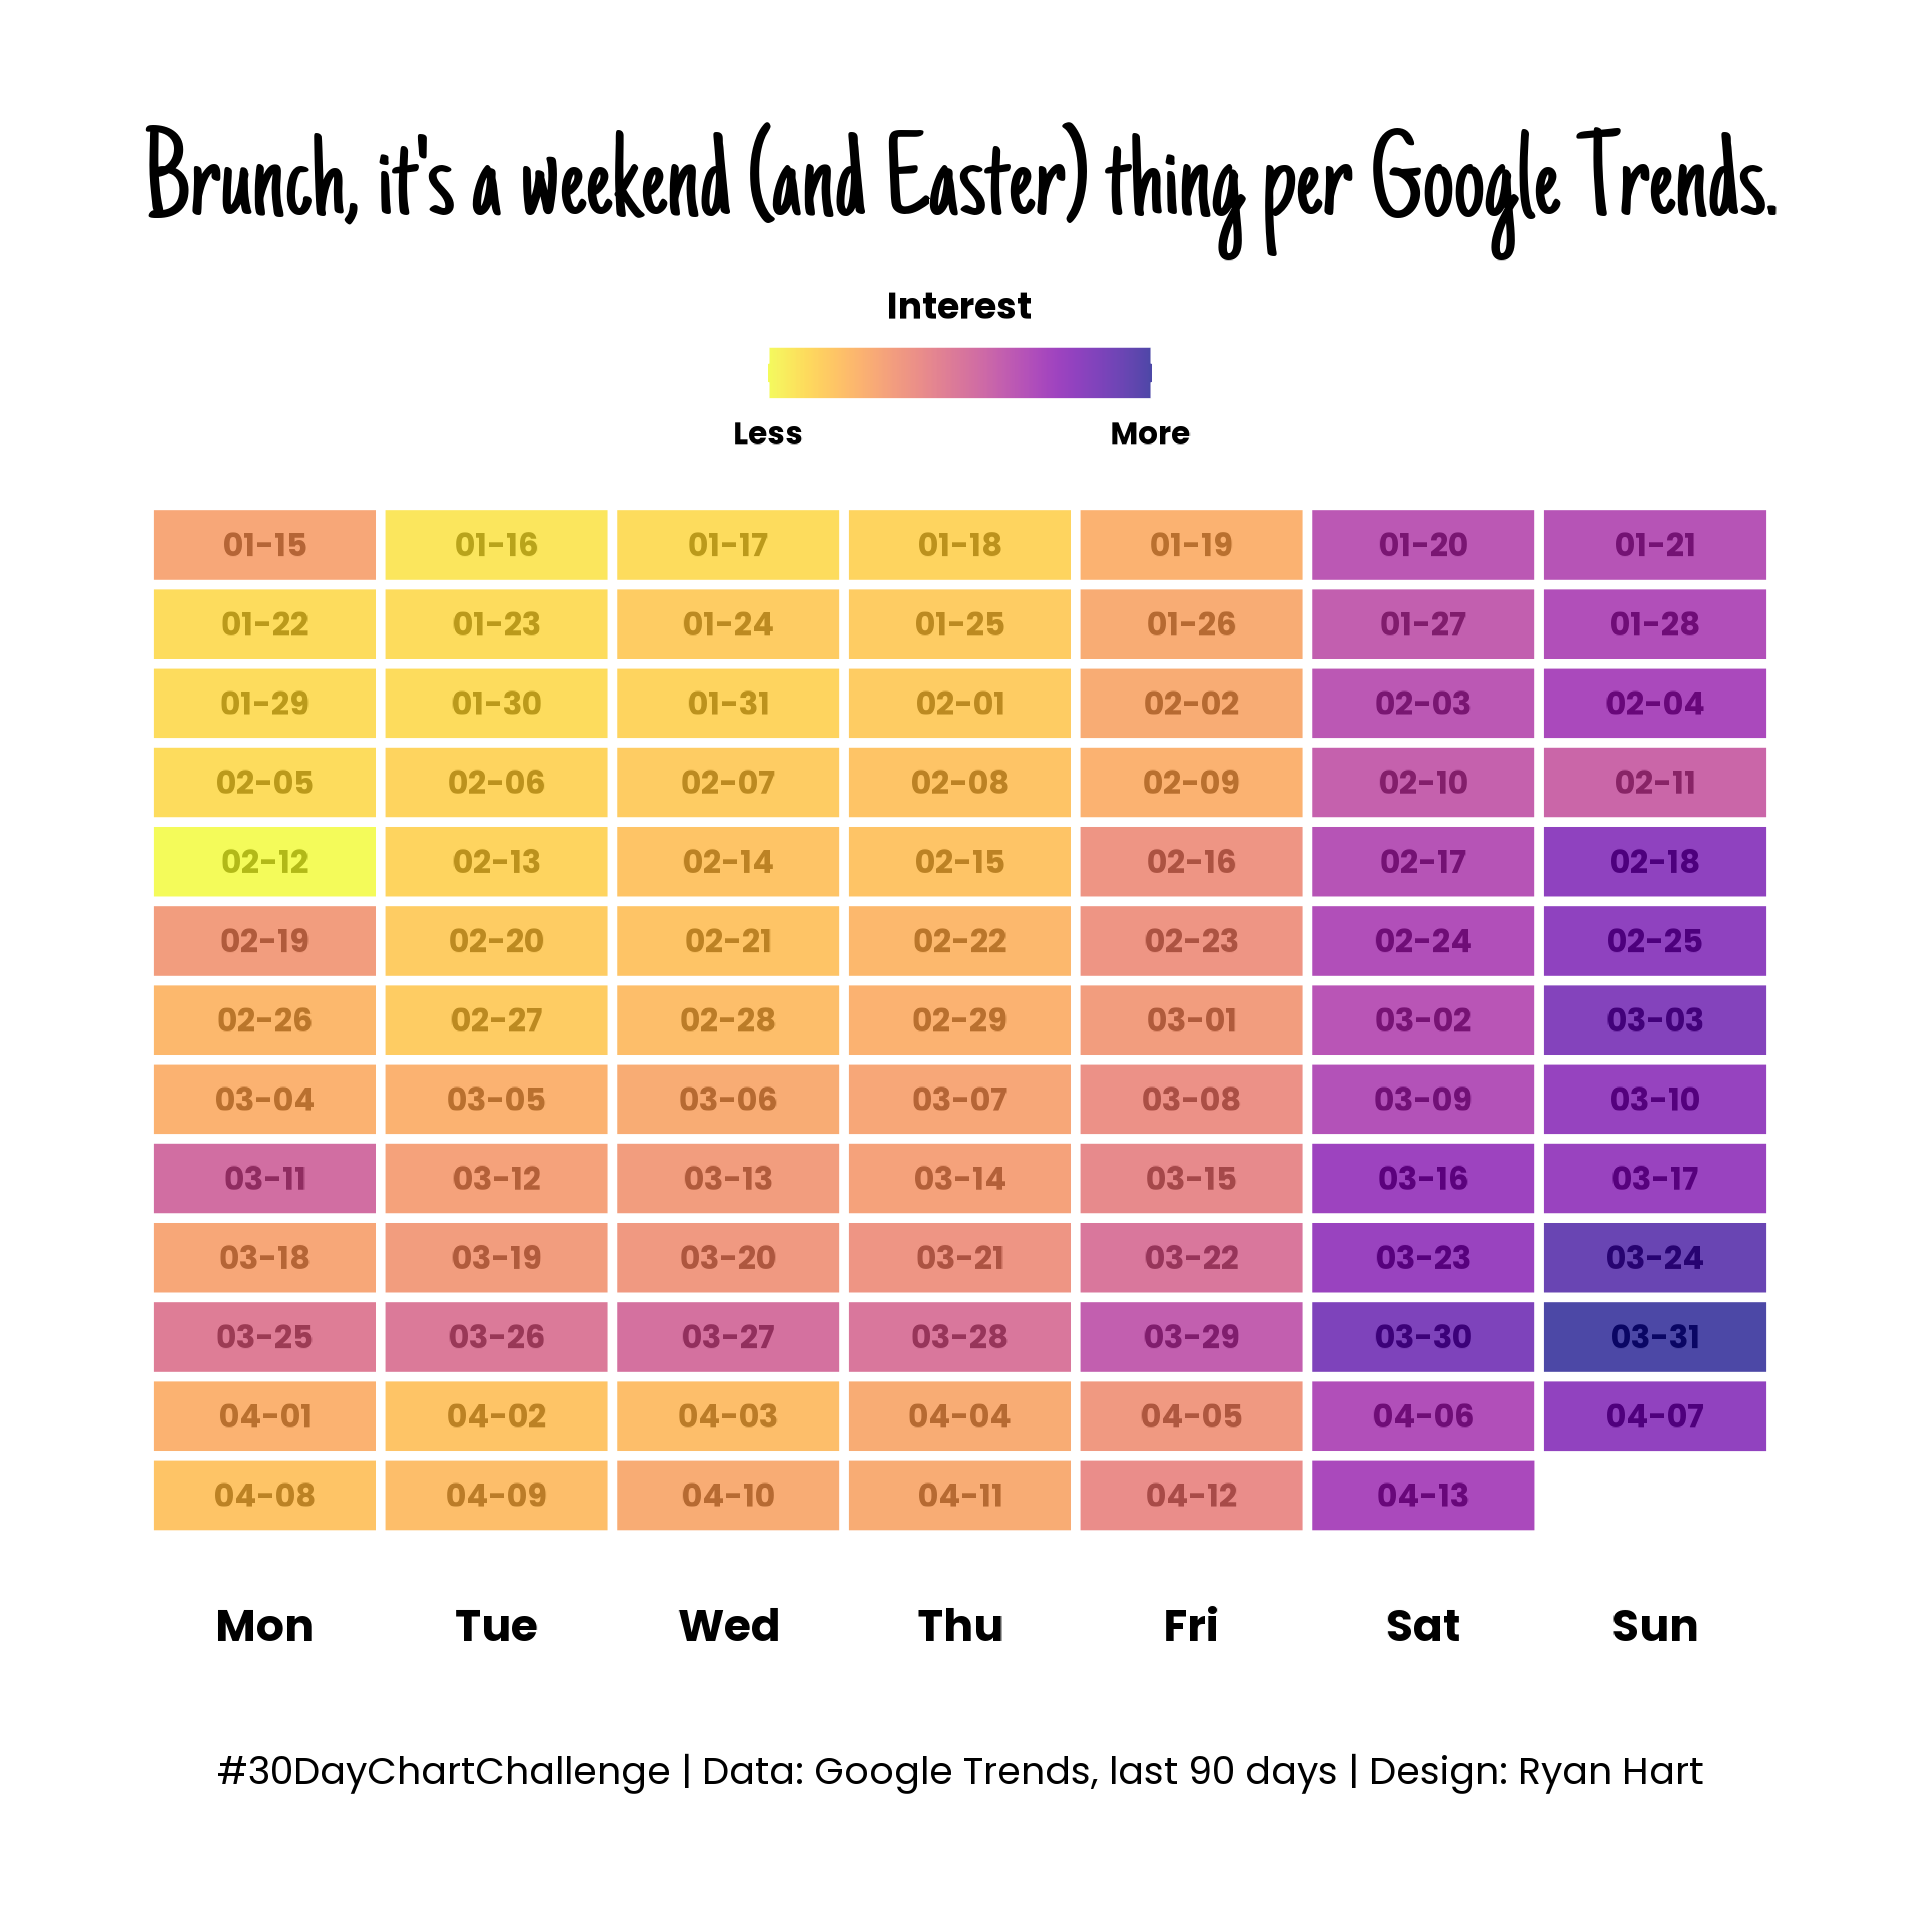 Brunch, it's a weekend (and Easter) thing per Google Trends.
Interest
Less More
01-15 01-16 01-17 01-18 01-19 01-20 01-21
01-22 01-23 01-24 01-25 01-26 01-27 01-28
01-29 01-30 01-31 02-01 02-02 02-03 02-04
02-05 02-06 02-07 02-08 02-09 02-10 02-11
02-12 02-13 02-14 02-15 02-16 02-17 02-18
02-19 02-20 02-21 02-22 02-23 02-24 02-25
02-26 02-27 02-28 02-29 03-01 03-02 03-03
03-04 03-05 03-06 03-07 03-08 03-09 03-10
03-11 03-12 03-13 03-14 03-15 03-16 03-17
03-18 03-19 03-20 03-21 03-22 03-23 03-24
03-25 03-26 03-27 03-28 03-29 03-30 03-31
04-01 04-02 04-03 04-04 04-05 04-06 04-07
04-08 04-09 04-10 04-11 04-12 04-13
Mon Tue Wed Thu Fri Sat Sun
#30DayChartChallenge | Data: Google Trends, last 90 days | Design: Ryan Hart